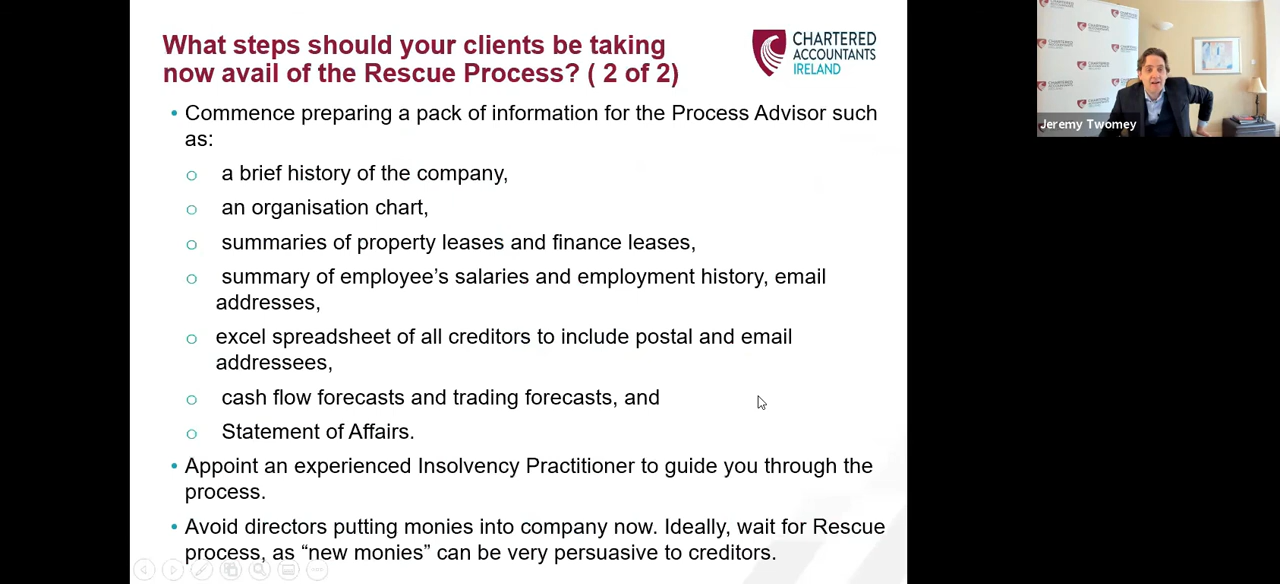 What steps should your clients be taking
now avail of the Rescue Process? ( 2 of 2)
CHARTERED
ACCOUNTANTS
IRELAND
Jeremy Twomey
• Commence preparing a pack of information for the Process Advisor such
as:
o a brief history of the company,
o an organisation chart,
o summaries of property leases and finance leases,
o summary of employee’s salaries and employment history, email
addresses,
o excel spreadsheet of all creditors to include postal and email
addressees,
o cash flow forecasts and trading forecasts, and
o Statement of Affairs.
• Appoint an experienced Insolvency Practitioner to guide you through the
process.
• Avoid directors putting monies into company now. Ideally, wait for Rescue
process, as “new monies” can be very persuasive to creditors.